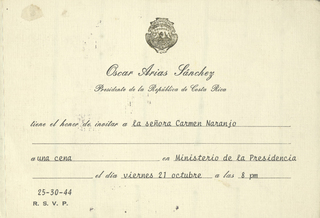 Oscar Arias Sánchez
Presidente de la República de Costa Rica
tiene el honor de invitar a la señora Carmen Naranjo
a una cena en Ministerio de la Presidencia
el día viernes 21 octubre a las 8 pm
25-30-44
R. S. V. P.